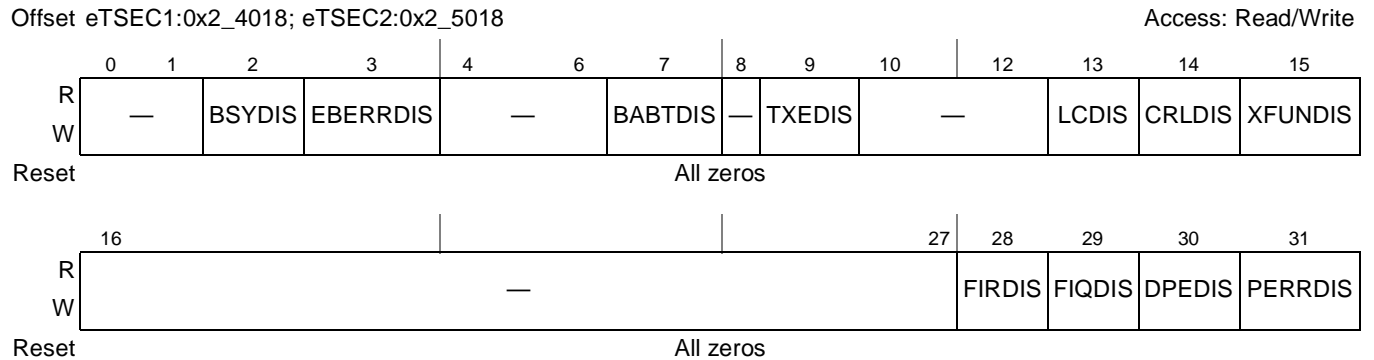 Offset eTSEC1:0x2_4018; eTSEC2:0x2_5018 Access: Read/Write
0 1 2 3 4 6 7 8 9 10 12 13 14 15
R
— BSYDIS EBERRDIS — BABTDIS — TXEDIS — LCDIS CRLDIS XFUNDIS
W
Reset All zeros
16 27 28 29 30 31
R
— FIRDIS FIQDIS DPEDIS PERRDIS
W
Reset All zeros